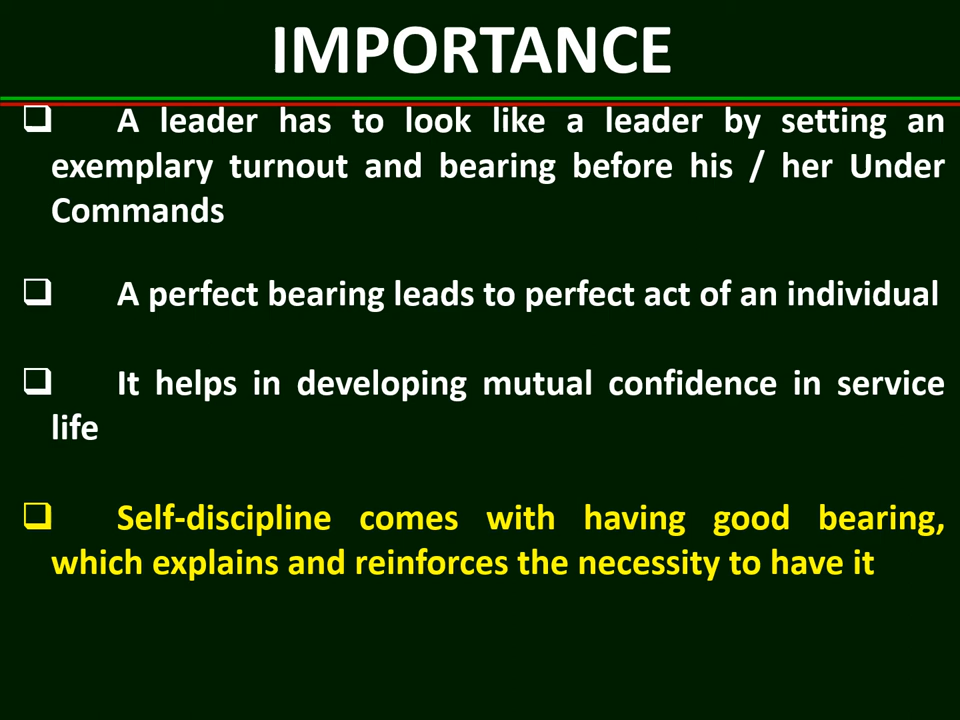 IMPORTANCE
❑ A leader has to look like a leader by setting an
exemplary turnout and bearing before his / her Under
Commands
❑ A perfect bearing leads to perfect act of an individual
❑ It helps in developing mutual confidence in service
life
❑ Self-discipline comes with having good bearing,
which explains and reinforces the necessity to have it